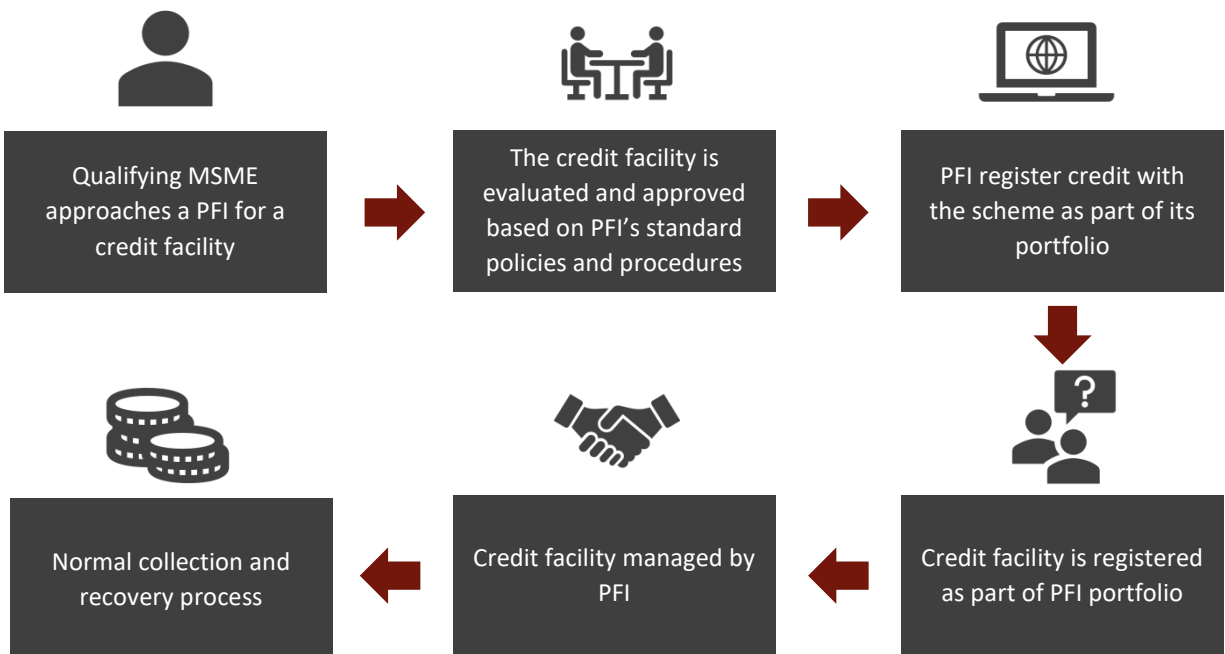 Qualifying MSME
approaches a PFI for a
credit facility
The credit facility is
evaluated and approved
based on PFI’s standard
policies and procedures
PFI register credit with
the scheme as part of its
portfolio
?
Credit facility is registered
as part of PFI portfolio
Credit facility managed by
PFI
Normal collection and
recovery process